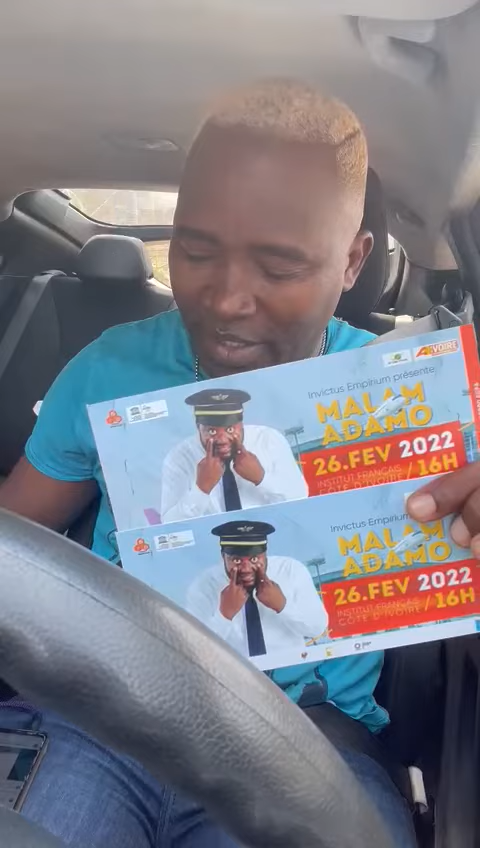 Invictus Empirium présente
MALAM
ADAMO
26.FEV 2022
INSTITUT FRANÇAIS
CÔTE D'IVOIRE / 16H
Invictus Empirium
MALAM
ADAMO
26.FEV 2022
INSTITUT FRANÇAIS
CÔTE D'IVOIRE / 16H